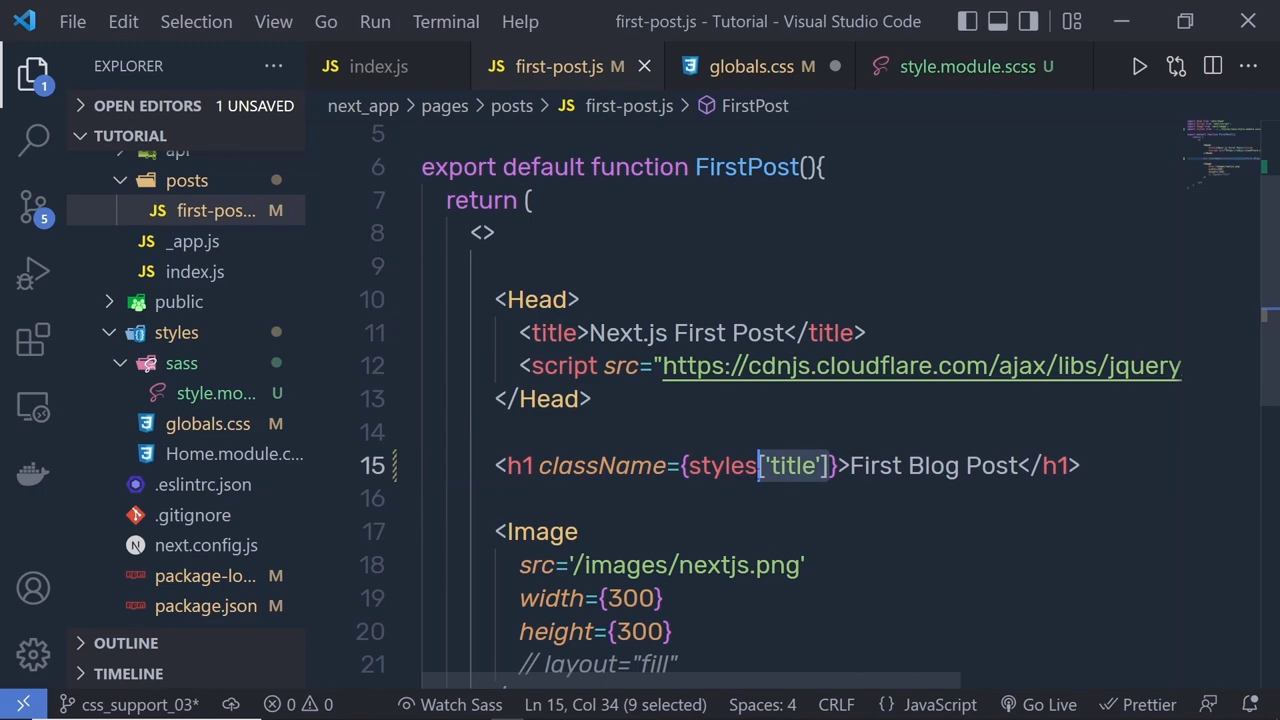 File Edit Selection View Go Run Terminal Help first-post.js - Tutorial - Visual Studio Code
EXPLORER
1
OPEN EDITORS 1 UNSAVED
TUTORIAL
api
posts
JS first-pos... M
JS _app.js
JS index.js
public
styles
sass
style.mo... U
globals.css M
Home.module.c...
.eslintrc.json
.gitignore
N next.config.js
package-lo... M
package.json M
OUTLINE
TIMELINE
5
JS index.js JS first-post.js M globals.css M style.module.scss U
next_app > pages > posts > JS first-post.js > FirstPost
5
6 export default function FirstPost(){
7 return (
8 <>
9
10 <Head>
11 <title>Next.js First Post</title>
12 <script src="https://cdnjs.cloudflare.com/ajax/libs/jquery
13 </Head>
14
15 <h1 className={styles['title']}>First Blog Post</h1>
16
17 <Image
18 src='/images/nextjs.png'
19 width={300}
20 height={300}
21 // layout="fill"
css_support_03* 0 0 Watch Sass Ln 15, Col 34 (9 selected) Spaces: 4 CRLF { } JavaScript Go Live Prettier